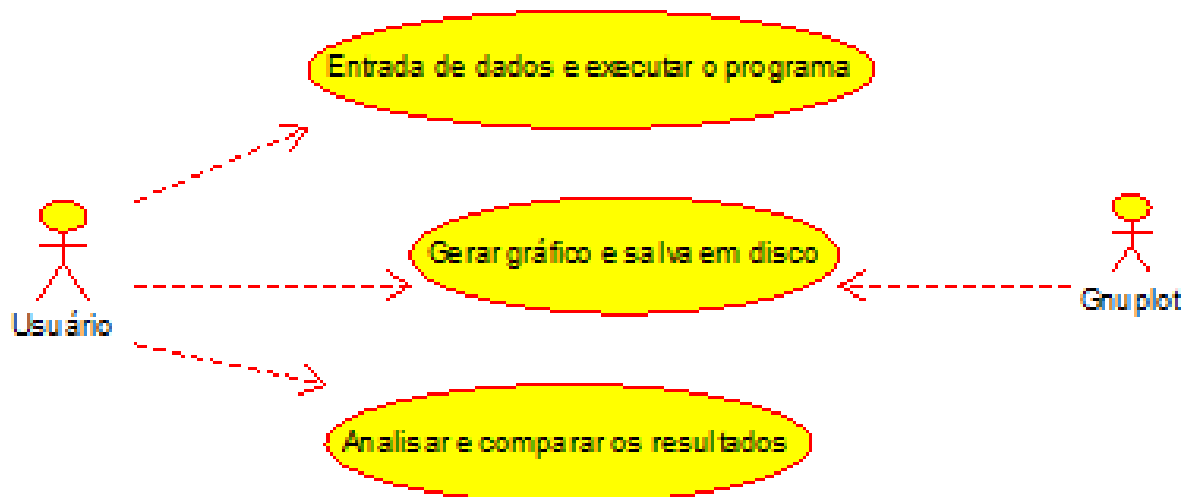 Entrada de dados e executar o programa
Gerar gráfico e salva em disco
Usuário
Gnuplot
Analisar e comparar os resultados